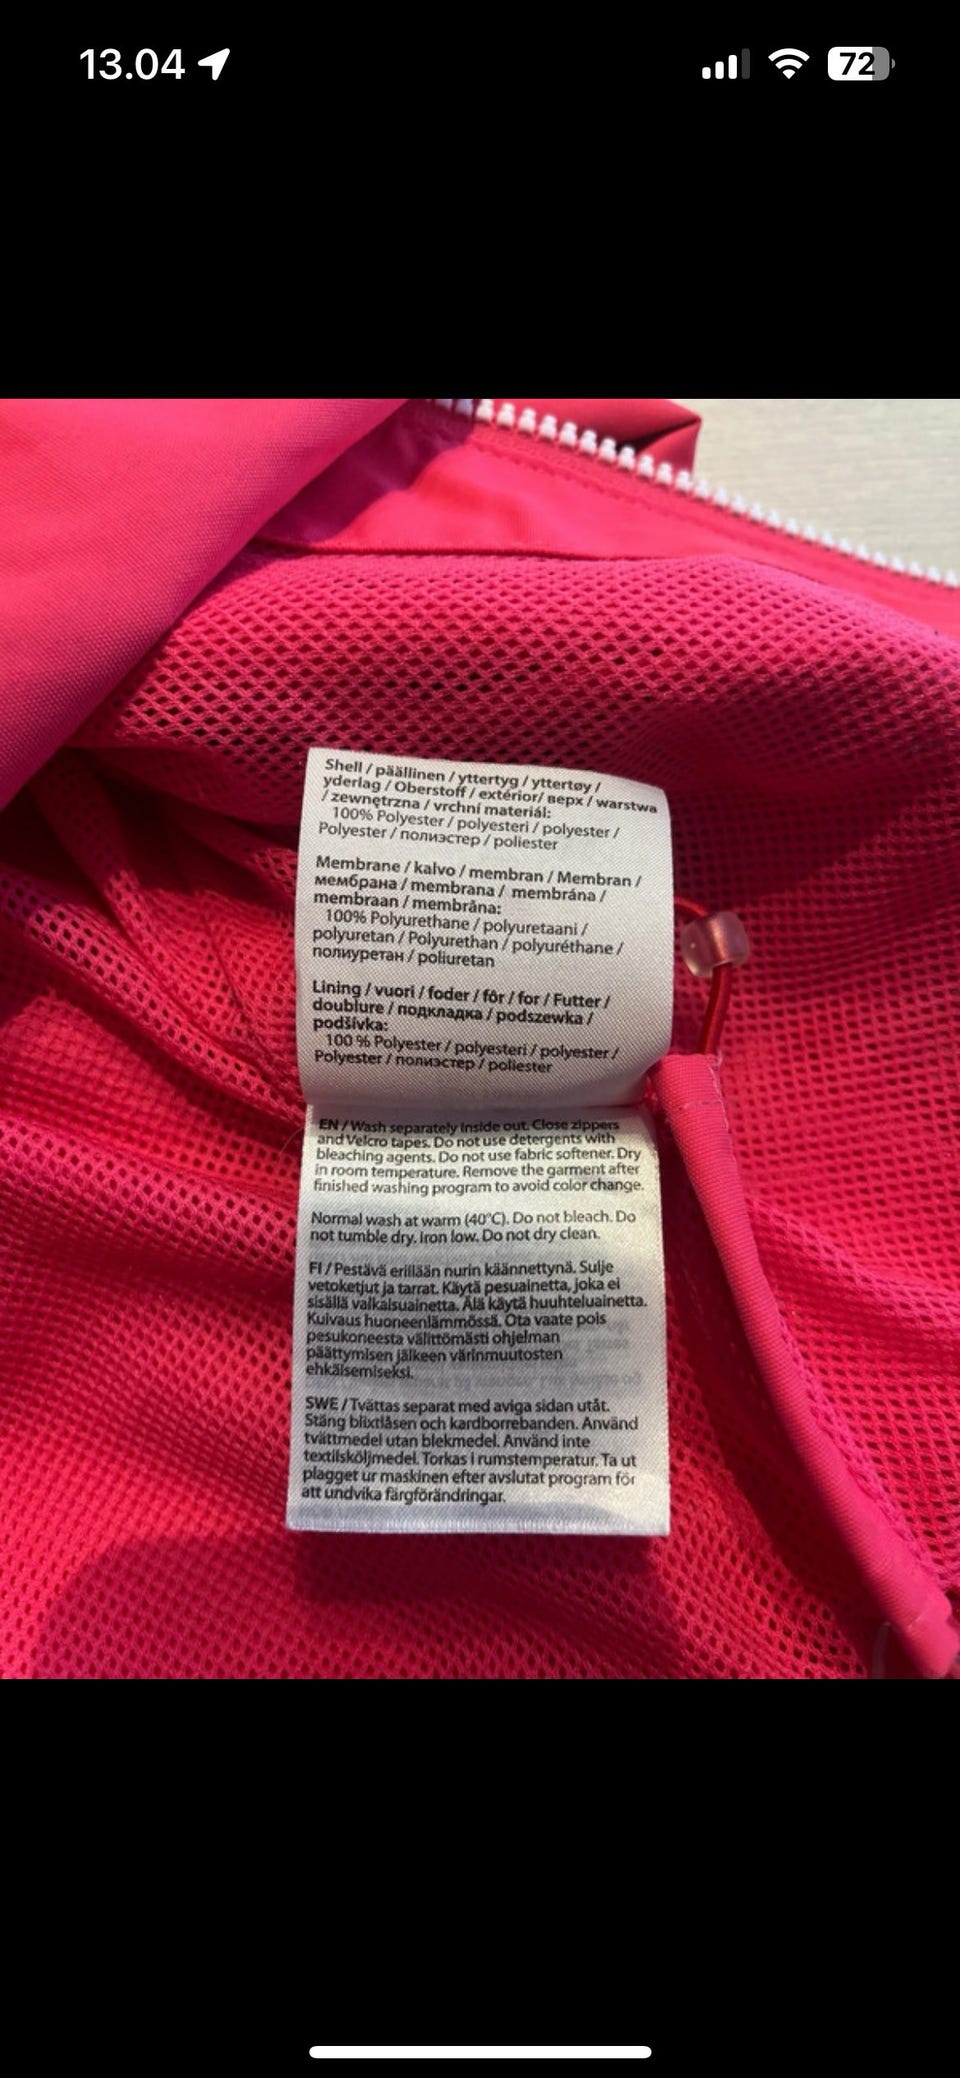 13.04
72
Shell / päällinen / yttertyg / yttertøy /
yderlag / Oberstoff / extérior/ верх / warstwa
/ zewnętrzna / vrchní materiál:
100% Polyester / polyesteri / polyester /
Polyester / полиэстер / poliester
Membrane / kalvo / membran / Membran /
мембрана / membrana / membrána /
membraan / membrāna:
100% Polyurethane / polyuretaani /
polyuretan / Polyurethan / polyuréthane /
полиуретан / poliuretan
Lining / vuori / foder / fôr / for / Futter /
doublure / подкладка / podszewka /
podšívka:
100 % Polyester / polyesteri / polyester /
Polyester / полиэстер / poliester
EN / Wash separately inside out. Close zippers
and Velcro tapes. Do not use detergents with
bleaching agents. Do not use fabric softener. Dry
in room temperature. Remove the garment after
finished washing program to avoid color change.
Normal wash at warm (40°C). Do not bleach. Do
not tumble dry. Iron low. Do not dry clean.
FI / Pestävä erillään nurin käännettynä. Sulje
vetoketjut ja tarrat. Käytä pesuainetta, joka ei
sisällä valkaisuainetta. Älä käytä huuhteluainetta.
Kuivaus huoneenlämmössä. Ota vaate pois
pesukoneesta välittömästi ohjelman
päättymisen jälkeen värinmuutosten
ehkäisemiseksi.
SWE / Tvättas separat med aviga sidan utåt.
Stäng blixtlåsen och kardborrebanden. Använd
tvättmedel utan blekmedel. Använd inte
textilsköljmedel. Torkas i rumstemperatur. Ta ut
plagget ur maskinen efter avslutat program för
att undvika färgförändringar.